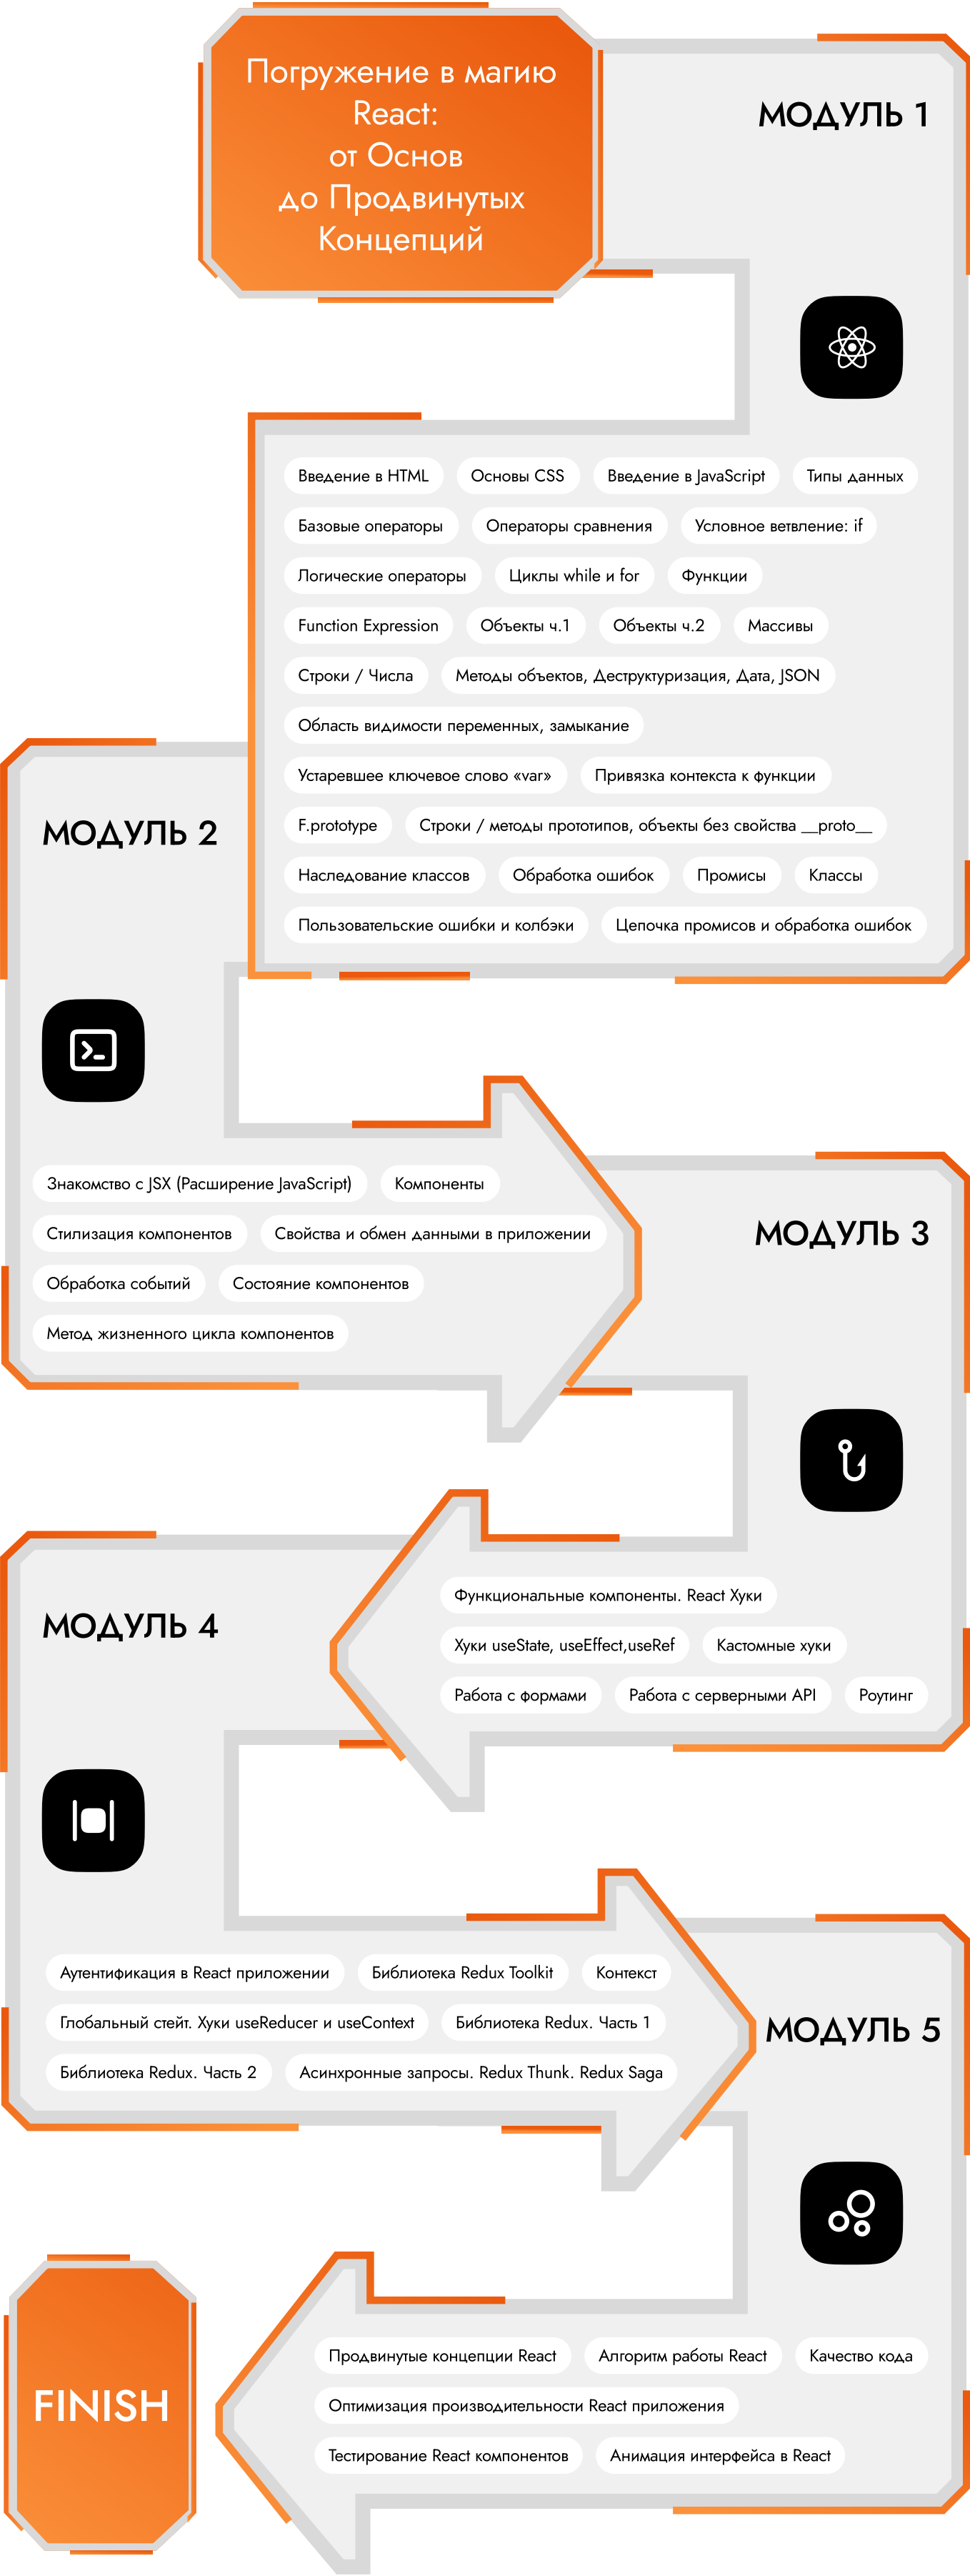 Погружение в магию
React:
от Основ
до Продвинутых
Концепций
МОДУЛЬ 1
Введение в HTML Основы CSS Введение в JavaScript Типы данных
Базовые операторы Операторы сравнения Условное ветвление: if
Логические операторы Циклы while и for Функции
Function Expression Объекты ч.1 Объекты ч.2 Массивы
Строки / Числа Методы объектов, Деструктуризация, Дата, JSON
Область видимости переменных, замыкание
Устаревшее ключевое слово «var» Привязка контекста к функции
F.prototype Строки / методы прототипов, объекты без свойства __proto__
Наследование классов Обработка ошибок Промисы Классы
Пользовательские ошибки и колбэки Цепочка промисов и обработка ошибок
МОДУЛЬ 2
Знакомство с JSX (Расширение JavaScript) Компоненты
Стилизация компонентов Свойства и обмен данными в приложении
Обработка событий Состояние компонентов
Метод жизненного цикла компонентов
МОДУЛЬ 3
Функциональные компоненты. React Хуки
Хуки useState, useEffect,useRef Кастомные хуки
Работа с формами Работа с серверными API Роутинг
МОДУЛЬ 4
Аутентификация в React приложении Библиотека Redux Toolkit Контекст
Глобальный стейт. Хуки useReducer и useContext Библиотека Redux. Часть 1
Библиотека Redux. Часть 2 Асинхронные запросы. Redux Thunk. Redux Saga
МОДУЛЬ 5
Продвинутые концепции React Алгоритм работы React Качество кода
Оптимизация производительности React приложения
Тестирование React компонентов Анимация интерфейса в React
FINISH